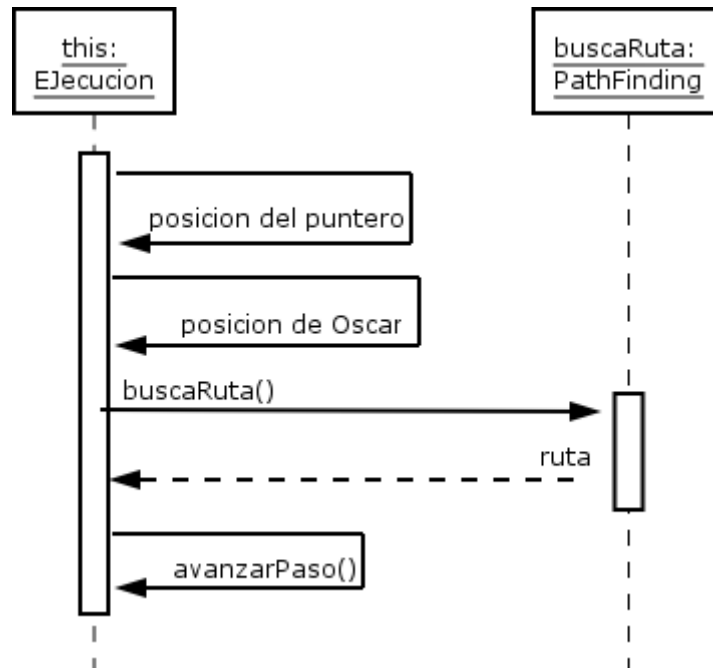 this:
EJecucion
buscaRuta:
PathFinding
posicion del puntero
posicion de Oscar
buscaRuta()
ruta
avanzarPaso()